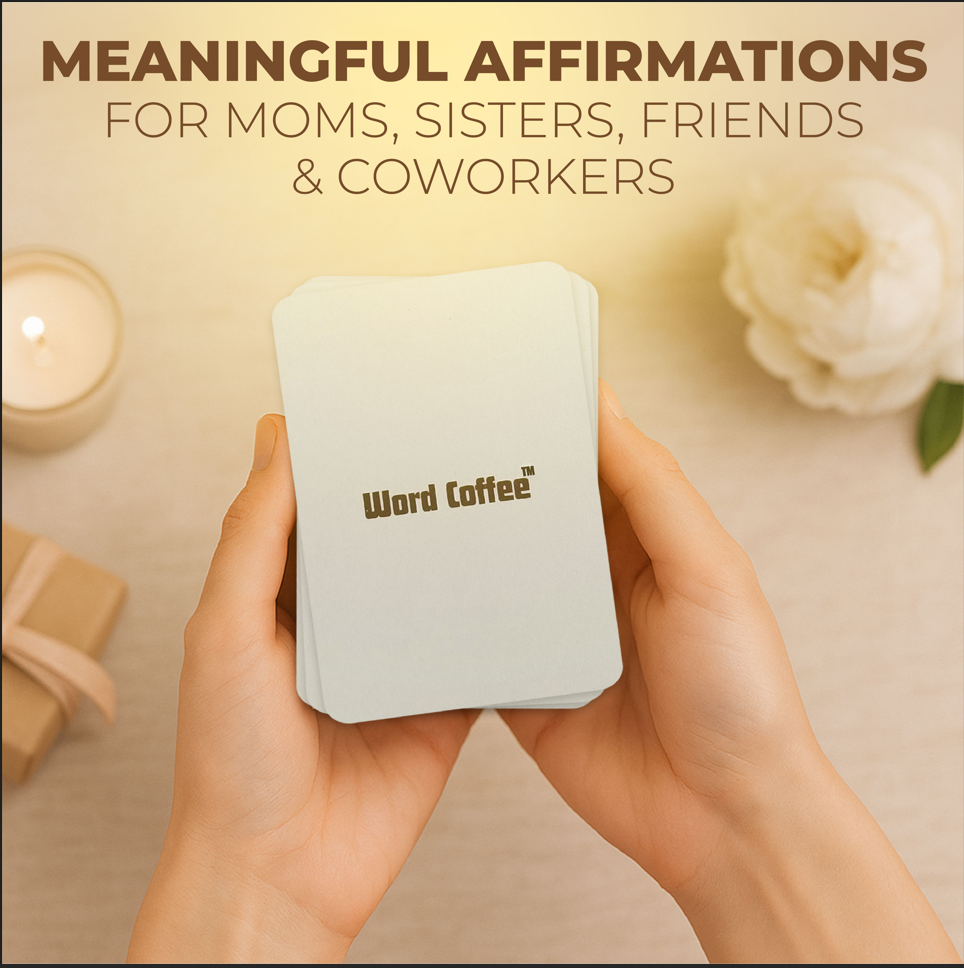 MEANINGFUL AFFIRMATIONS
FOR MOMS, SISTERS, FRIENDS
& COWORKERS
Word Coffee™